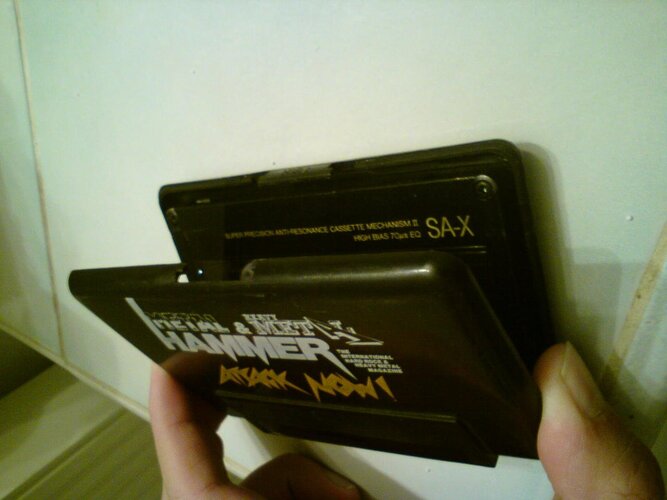 SUPER PRECISION ANTI-RESONANCE CASSETTE MECHANISM II
HIGH BIAS 70μs EQ SA-X
METAL &
HAMMER
THE
INTERNATIONAL
HARD ROCK &
HEAVY METAL
MAGAZINE
ATTACK NOW!